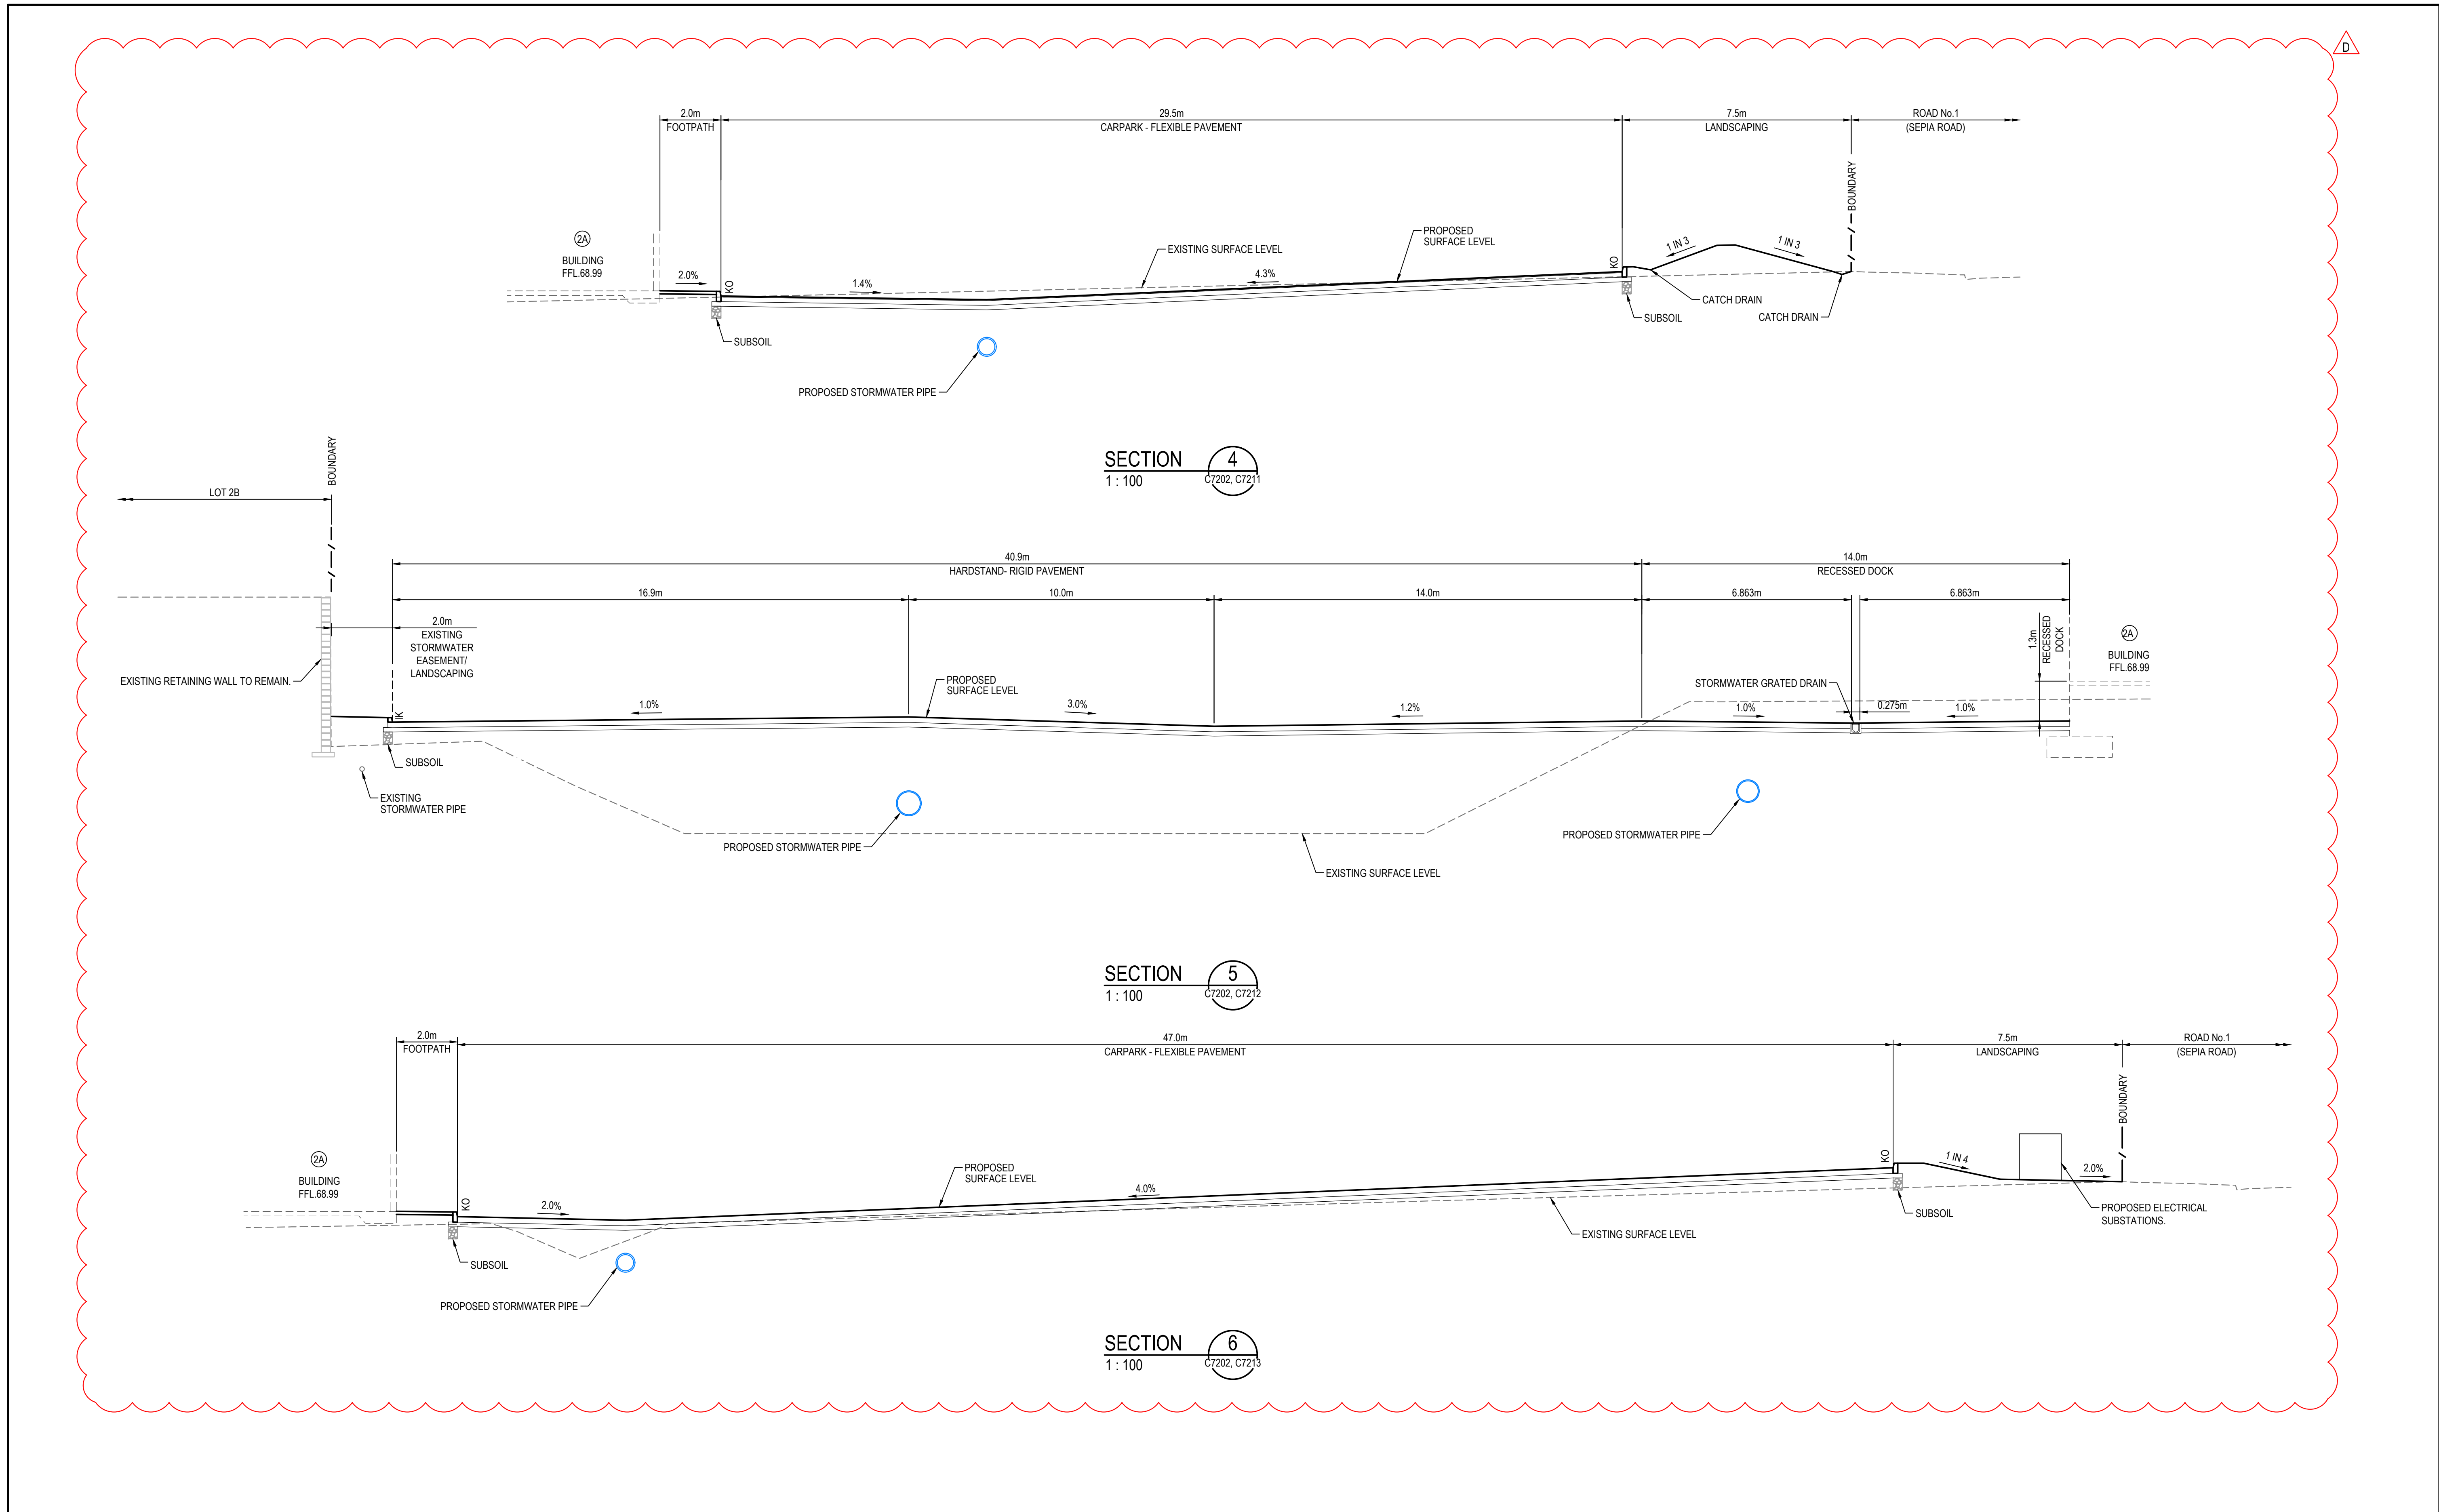 D
2.0m
FOOTPATH
29.5m
CARPARK - FLEXIBLE PAVEMENT
7.5m
LANDSCAPING
ROAD No.1
(SEPIA ROAD)
BOUNDARY
2A
BUILDING
FFL.68.99
2.0%
KO
1.4%
EXISTING SURFACE LEVEL
4.3%
PROPOSED
SURFACE LEVEL
KO
1 IN 3
1 IN 3
CATCH DRAIN
CATCH DRAIN
SUBSOIL
SUBSOIL
PROPOSED STORMWATER PIPE
SECTION 4
1 : 100 C7202, C7211
BOUNDARY
LOT 2B
40.9m
HARDSTAND- RIGID PAVEMENT
14.0m
RECESSED DOCK
16.9m
10.0m
14.0m
6.863m
6.863m
2.0m
EXISTING
STORMWATER
EASEMENT/
LANDSCAPING
EXISTING RETAINING WALL TO REMAIN.
1.3m
RECESSED
DOCK
2A
BUILDING
FFL.68.99
PROPOSED
SURFACE LEVEL
STORMWATER GRATED DRAIN
IK
1.0%
3.0%
1.2%
1.0%
0.275m
1.0%
SUBSOIL
EXISTING
STORMWATER PIPE
PROPOSED STORMWATER PIPE
PROPOSED STORMWATER PIPE
EXISTING SURFACE LEVEL
SECTION 5
1 : 100 C7202, C7212
2.0m
FOOTPATH
47.0m
CARPARK - FLEXIBLE PAVEMENT
7.5m
LANDSCAPING
ROAD No.1
(SEPIA ROAD)
BOUNDARY
2A
BUILDING
FFL.68.99
KO
2.0%
PROPOSED
SURFACE LEVEL
4.0%
KO
1 IN 4
2.0%
PROPOSED ELECTRICAL
SUBSTATIONS.
SUBSOIL
EXISTING SURFACE LEVEL
SUBSOIL
PROPOSED STORMWATER PIPE
SECTION 6
1 : 100 C7202, C7213